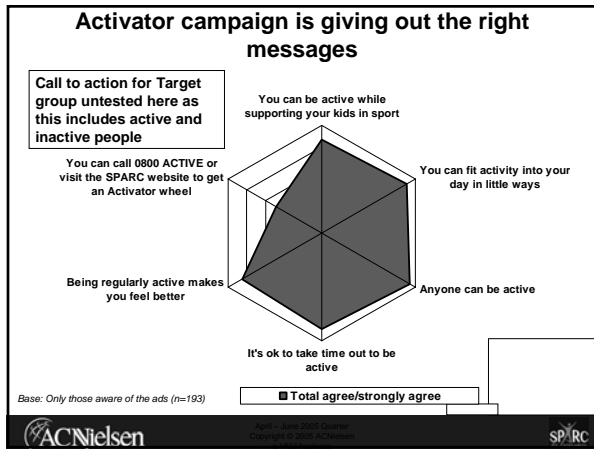 Activator campaign is giving out the right
messages
Call to action for Target
group untested here as
this includes active and
inactive people
You can be active while
supporting your kids in sport
You can call 0800 ACTIVE or
visit the SPARC website to get
an Activator wheel
You can fit activity into your
day in little ways
Being regularly active makes
you feel better
Anyone can be active
It's ok to take time out to be
active
Base: Only those aware of the ads (n=193)
Total agree/strongly agree
ACNielsen
April – June 2005 Quarter
Copyright © 2005 ACNielsen
SPARC